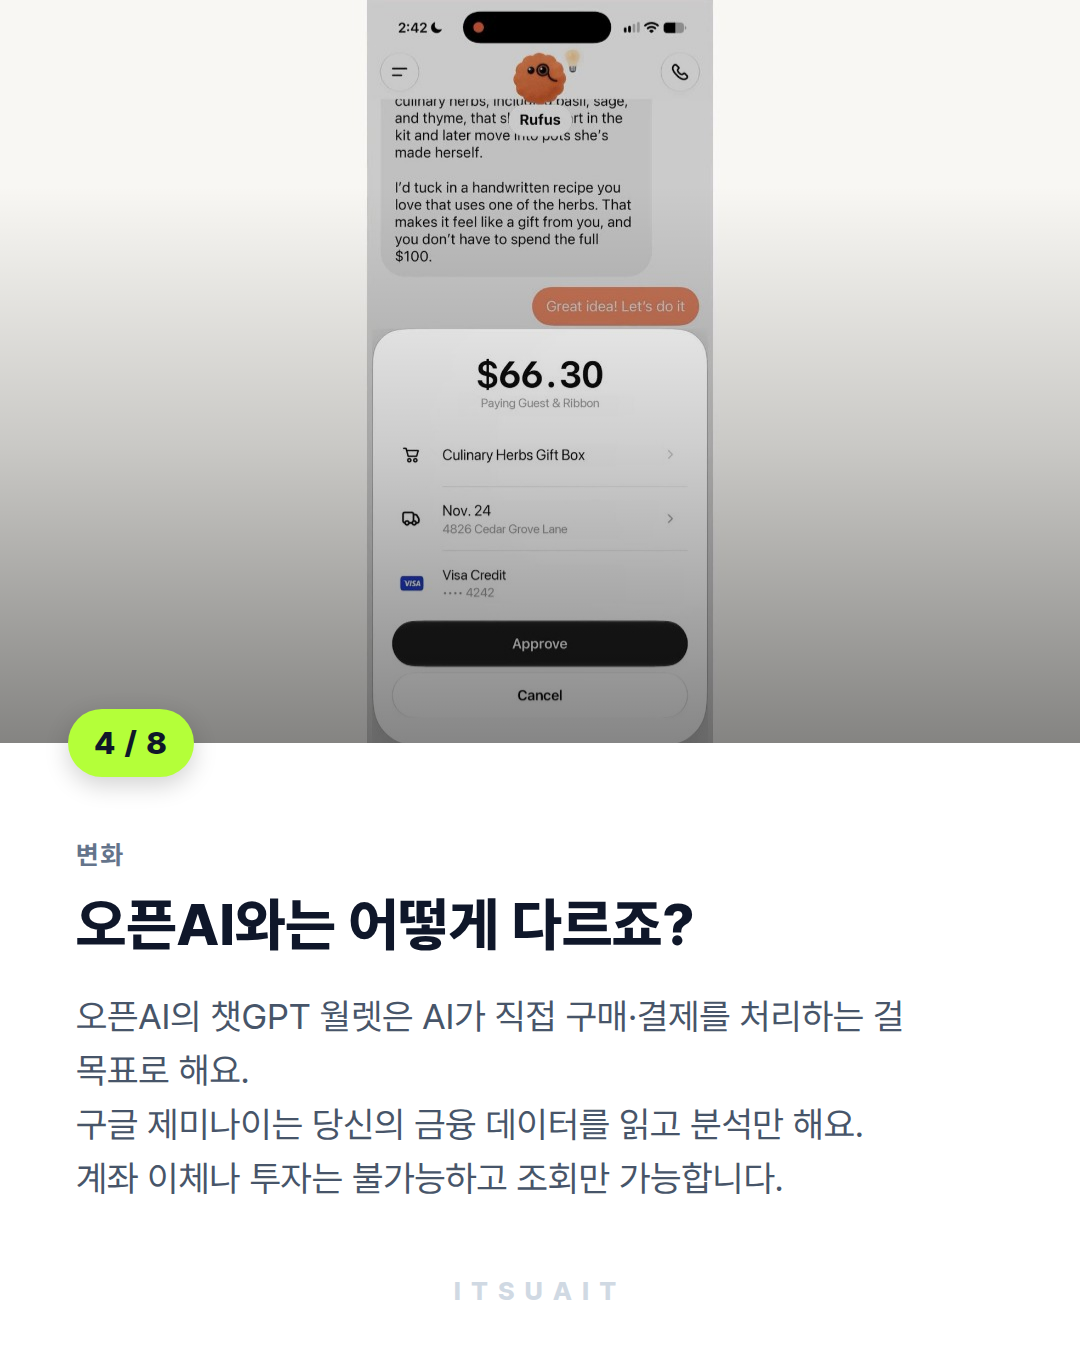 2:42
culinary herbs, including basil, sage,
and thyme, that
kit and later move into pots she's
made herself.
Rufus
I'd tuck in a handwritten recipe you
love that uses one of the herbs. That
makes it feel like a gift from you, and
you don't have to spend the full
$100.
Great idea! Let's do it
$66.30
Paying Guest & Ribbon
Culinary Herbs Gift Box
Nov. 24
4826 Cedar Grove Lane
VISA
Visa Credit
•••• 4242
Approve
Cancel
4 / 8
변화
오픈AI와는 어떻게 다르죠?
오픈AI의 챗GPT 월렛은 AI가 직접 구매·결제를 처리하는 걸
목표로 해요.
구글 제미나이는 당신의 금융 데이터를 읽고 분석만 해요.
계좌 이체나 투자는 불가능하고 조회만 가능합니다.
ITSUAIT